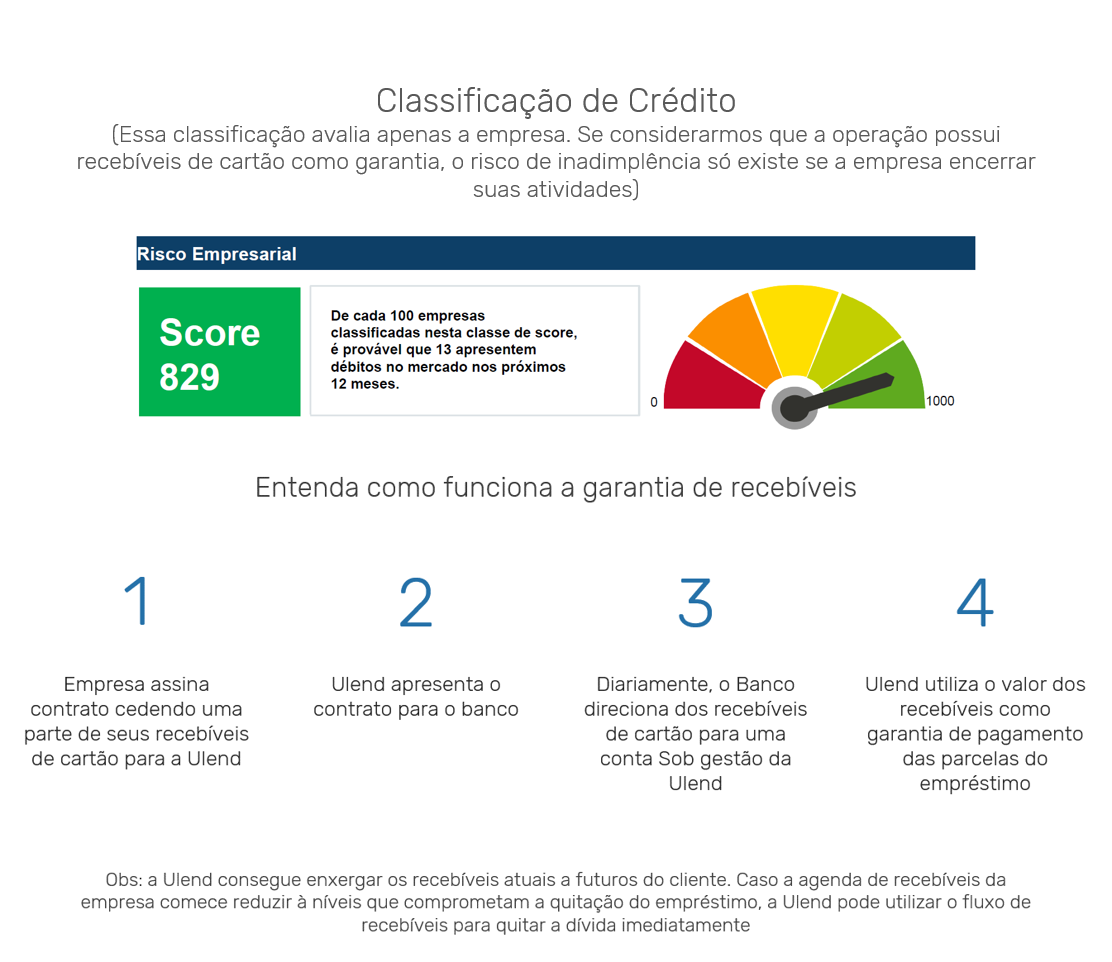 Classificação de Crédito
(Essa classificação avalia apenas a empresa. Se considerarmos que a operação possui
recebíveis de cartão como garantia, o risco de inadimplência só existe se a empresa encerrar
suas atividades)
Risco Empresarial
Score
829
De cada 100 empresas
classificadas nesta classe de score,
é provável que 13 apresentem
débitos no mercado nos próximos
12 meses.
0
1000
Entenda como funciona a garantia de recebíveis
1
Empresa assina
contrato cedendo uma
parte de seus recebíveis
de cartão para a Ulend
2
Ulend apresenta o
contrato para o banco
3
Diariamente, o Banco
direciona dos recebíveis
de cartão para uma
conta Sob gestão da
Ulend
4
Ulend utiliza o valor dos
recebíveis como
garantia de pagamento
das parcelas do
empréstimo
Obs: a Ulend consegue enxergar os recebíveis atuais a futuros do cliente. Caso a agenda de recebíveis da
empresa comece reduzir à níveis que comprometam a quitação do empréstimo, a Ulend pode utilizar o fluxo de
recebíveis para quitar a dívida imediatamente